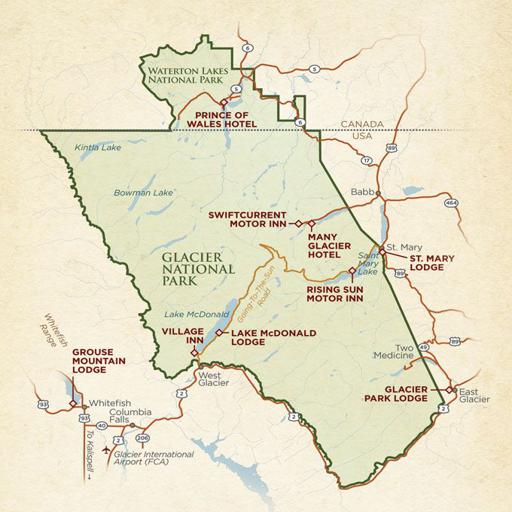 WATERTON LAKES
NATIONAL PARK
6
5
5
PRINCE OF
WALES HOTEL
6
CANADA
USA
17
89
Kintla Lake
Bowman Lake
Babb
464
SWIFTCURRENT
MOTOR INN
MANY
GLACIER
HOTEL
St. Mary
ST. MARY
LODGE
Saint
Mary
Lake
GLACIER
NATIONAL
PARK
RISING SUN
MOTOR INN
89
Going-To-The-Sun
Road
Lake McDonald
VILLAGE
INN
LAKE McDONALD
LODGE
Whitefish
Range
GROUSE
MOUNTAIN
LODGE
West
Glacier
Two
Medicine
49
89
GLACIER
PARK LODGE
East
Glacier
2
2
2
93
Whitefish
93
Columbia
Falls
40
2
206
2
To Kalispell
Glacier International
Airport (FCA)
2